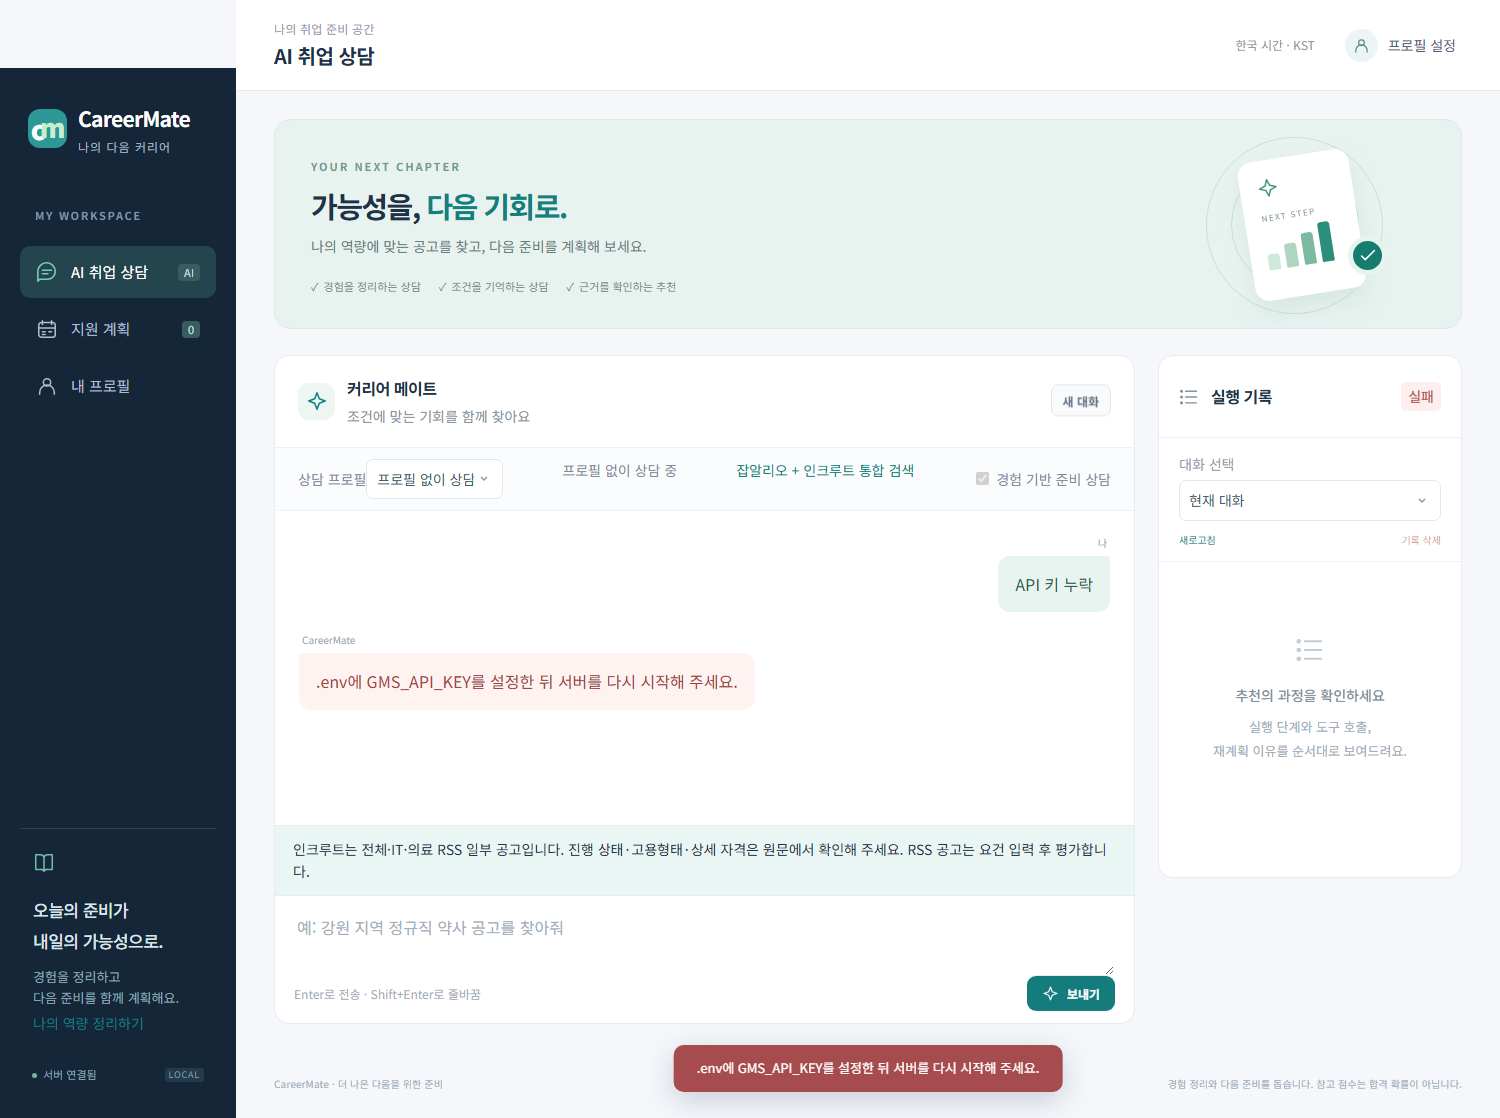 나의 취업 준비 공간
AI 취업 상담
한국 시간 · KST
프로필 설정
cm
CareerMate
나의 다음 커리어
MY WORKSPACE
AI 취업 상담
AI
지원 계획
0
내 프로필
오늘의 준비가
내일의 가능성으로.
경험을 정리하고
다음 준비를 함께 계획해요.
나의 역량 정리하기
서버 연결됨
LOCAL
YOUR NEXT CHAPTER
가능성을, 다음 기회로.
나의 역량에 맞는 공고를 찾고, 다음 준비를 계획해 보세요.
✓ 경험을 정리하는 상담
✓ 조건을 기억하는 상담
✓ 근거를 확인하는 추천
NEXT STEP
커리어 메이트
조건에 맞는 기회를 함께 찾아요
새 대화
상담 프로필
프로필 없이 상담
프로필 없이 상담 중
잡알리오 + 인크루트 통합 검색
경험 기반 준비 상담
나
API 키 누락
CareerMate
.env에 GMS_API_KEY를 설정한 뒤 서버를 다시 시작해 주세요.
인크루트는 전체·IT·의료 RSS 일부 공고입니다. 진행 상태·고용형태·상세 자격은 원문에서 확인해 주세요. RSS 공고는 요건 입력 후 평가합니
다.
예: 강원 지역 정규직 약사 공고를 찾아줘
Enter로 전송 · Shift+Enter로 줄바꿈
보내기
실행 기록
실패
대화 선택
현재 대화
새로고침
기록 삭제
추천의 과정을 확인하세요
실행 단계와 도구 호출,
재계획 이유를 순서대로 보여드려요.
.env에 GMS_API_KEY를 설정한 뒤 서버를 다시 시작해 주세요.
CareerMate · 더 나은 다음을 위한 준비
경험 정리와 다음 준비를 돕습니다. 참고 점수는 합격 확률이 아닙니다.